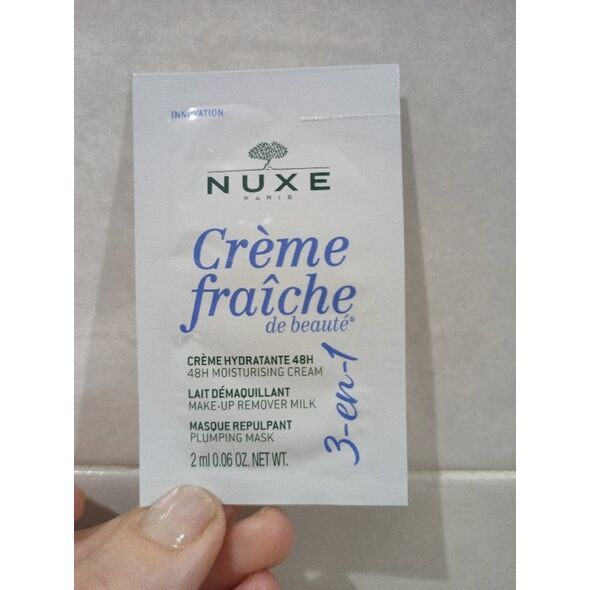 INNOVATION
NUXE
PARIS
Crème
fraîche
de beauté®
CRÈME HYDRATANTE 48H
48H MOISTURISING CREAM
LAIT DÉMAQUILLANT
MAKE-UP REMOVER MILK
MASQUE REPULPANT
PLUMPING MASK
2 ml 0.06 OZ. NET WT.
3-en-1